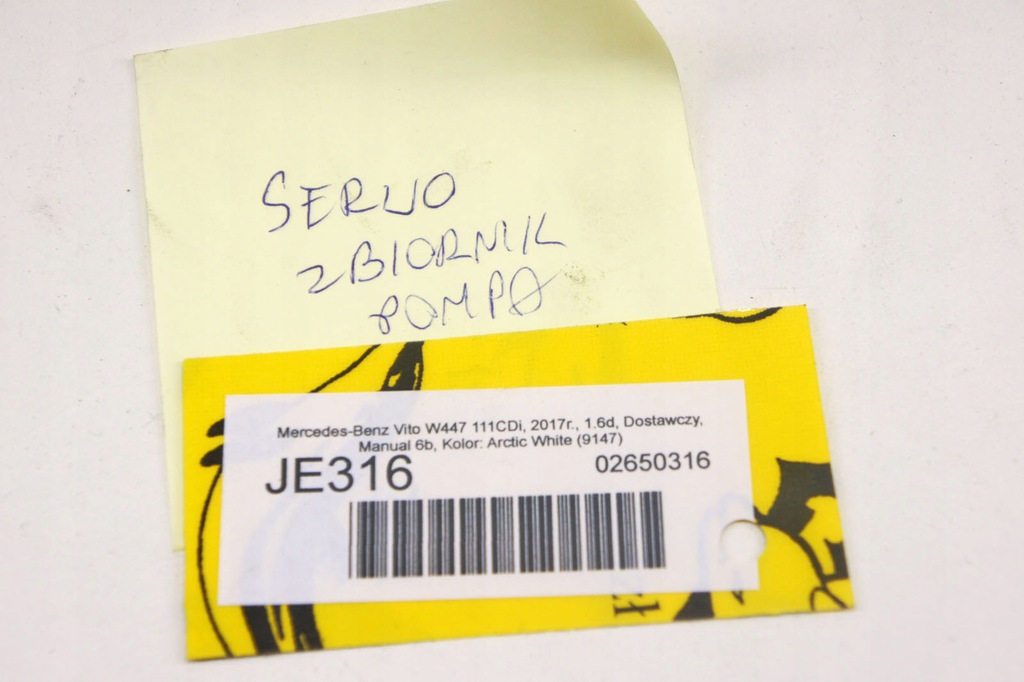 SERVO
ZBIORNIK
POMPA
Mercedes-Benz Vito W447 111CDi, 2017r., 1.6d, Dostawczy,
Manual 6b, Kolor: Arctic White (9147)
JE316
02650316